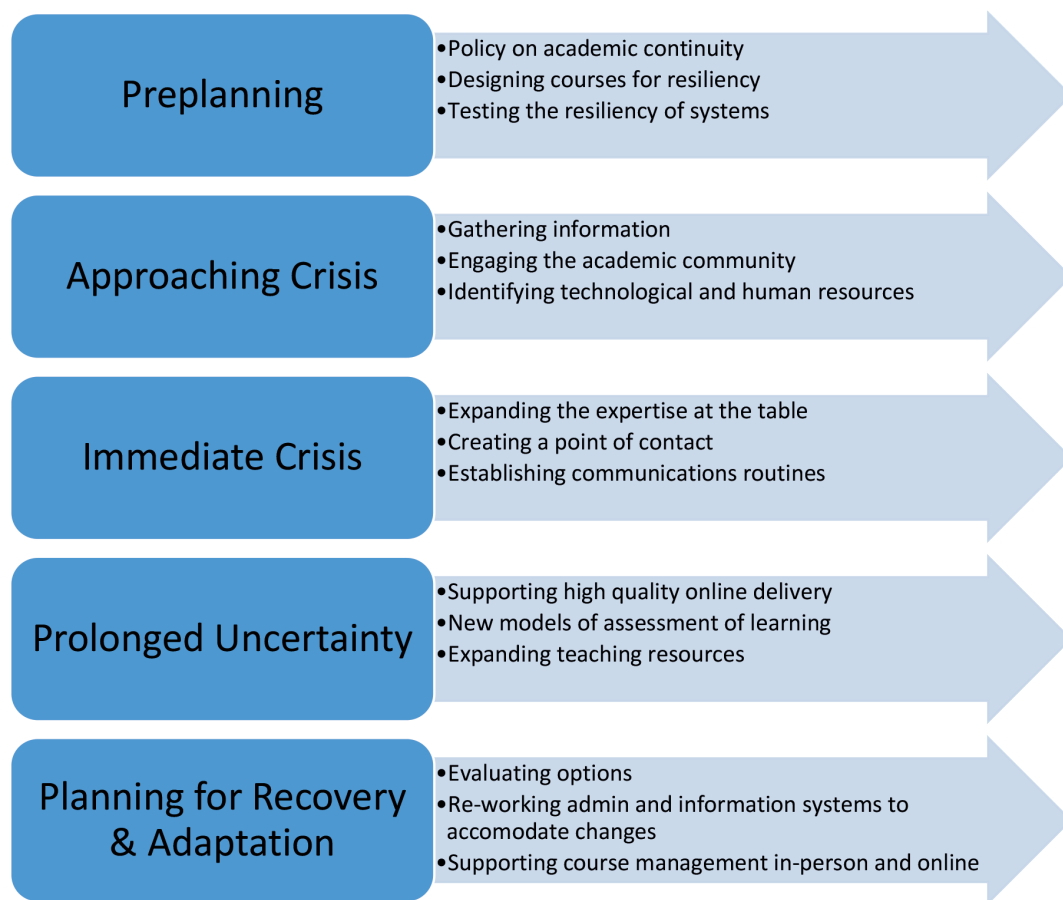 Preplanning
•Policy on academic continuity
•Designing courses for resiliency
•Testing the resiliency of systems
Approaching Crisis
•Gathering information
•Engaging the academic community
•Identifying technological and human resources
Immediate Crisis
•Expanding the expertise at the table
•Creating a point of contact
•Establishing communications routines
Prolonged Uncertainty
•Supporting high quality online delivery
•New models of assessment of learning
•Expanding teaching resources
Planning for Recovery
& Adaptation
•Evaluating options
•Re-working admin and information systems to
accomodate changes
•Supporting course management in-person and online